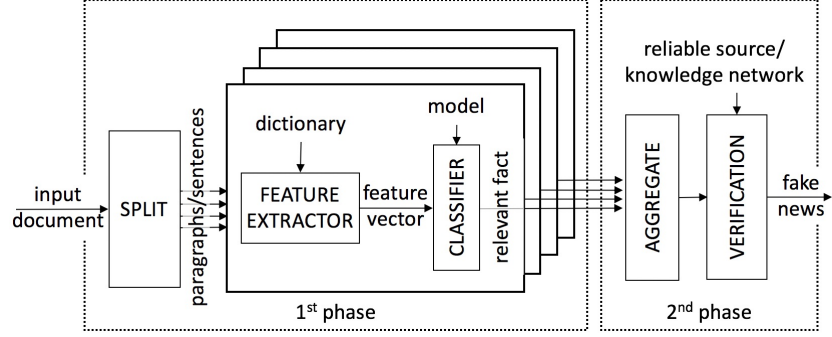 input
document
SPLIT
paragraphs/sentences
dictionary
FEATURE
EXTRACTOR
feature
vector
model
CLASSIFIER
relevant fact
1st phase
reliable source/
knowledge network
AGGREGATE
VERIFICATION
fake
news
2nd phase